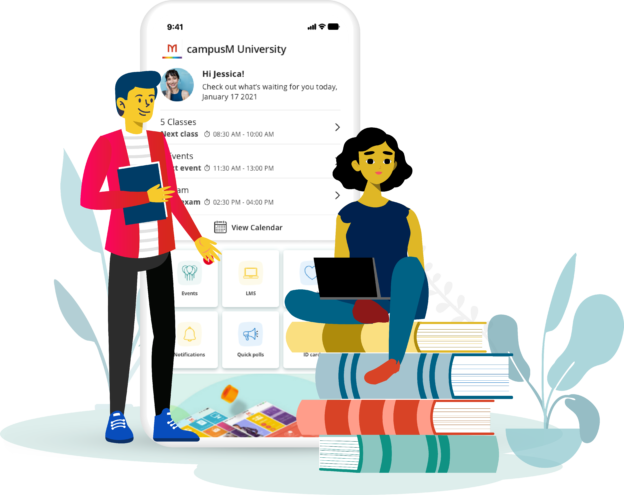 9:41
campusM University
Hi Jessica!
Check out what's waiting for you today,
January 17 2021
5 Classes
Next class 08:30 AM - 10:00 AM
vents
xt event 11:30 AM - 13:00 PM
am
exam 02:30 PM - 04:00 PM
View Calendar
Events
LMS
Notifications
Quick polls
ID card